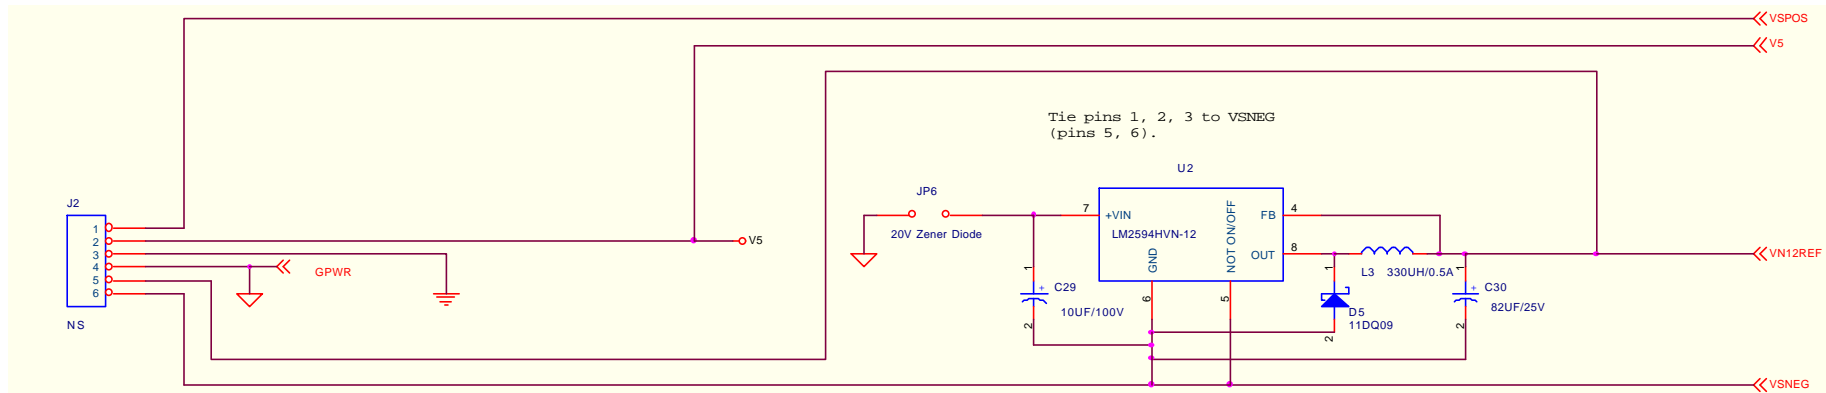 VSPOS
V5
Tie pins 1, 2, 3 to VSNEG
(pins 5, 6).
U2
JP6
J2
7
+VIN
FB
4
20V Zener Diode
LM2594HVN-12
NOT ON/OFF
GND
OUT
8
1
2
3
4
5
6
V5
GPWR
VN12REF
1
C29
10UF/100V
2
6
5
1
L3 330UH/0.5A
D5
11DQ09
2
1
C30
82UF/25V
2
NS
+
+
VSNEG